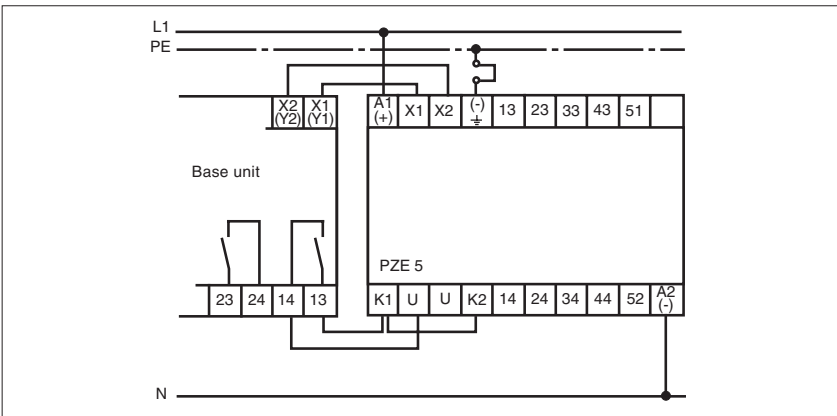 L1
PE
X2 X1 A1 X1 X2 (-) 13 23 33 43 51
(Y2) (Y1) (+)
Base unit
PZE 5
23 24 14 13 K1 U U K2 14 24 34 44 52 A2
(-)
N